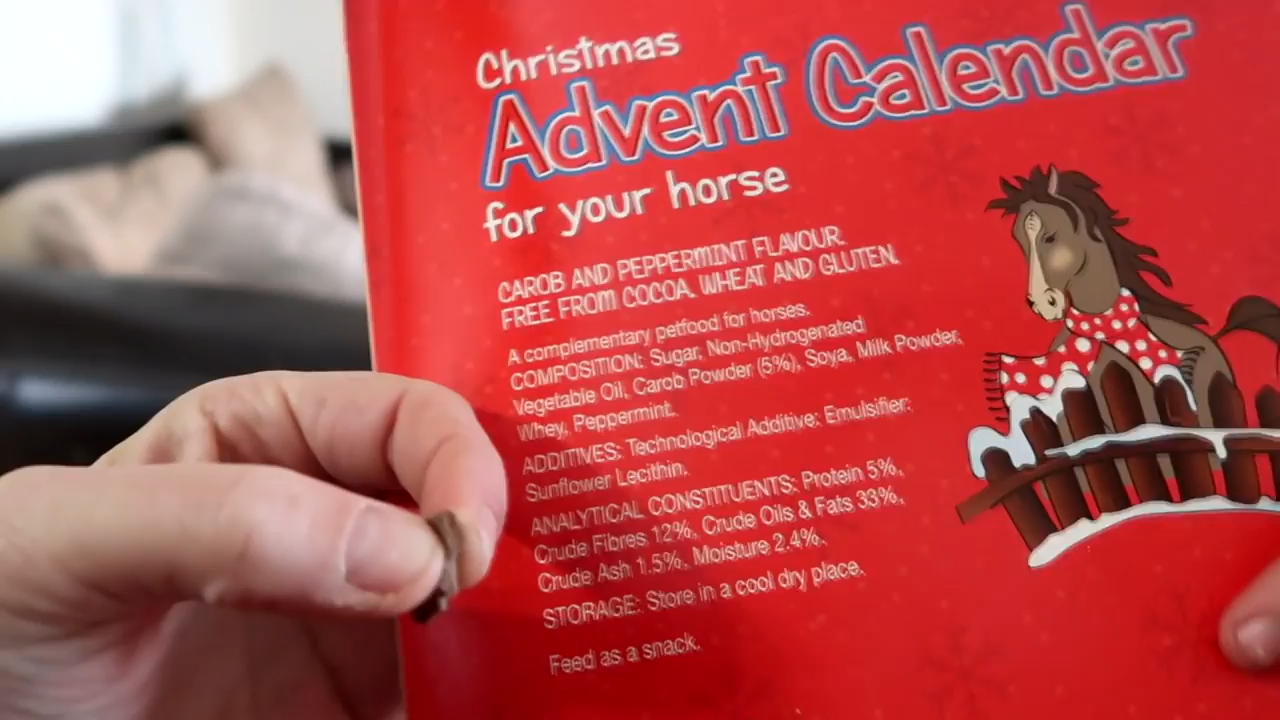 Christmas
Advent Calendar
for your horse
CAROB AND PEPPERMINT FLAVOUR.
FREE FROM COCOA, WHEAT AND GLUTEN.
A complementary petfood for horses.
COMPOSITION: Sugar, Non-Hydrogenated
Vegetable Oil, Carob Powder (5%), Soya, Milk Powder,
Whey, Peppermint.
ADDITIVES: Technological Additive: Emulsifier:
Sunflower Lecithin.
ANALYTICAL CONSTITUENTS: Protein 5%,
Crude Fibres 12%, Crude Oils & Fats 33%,
Crude Ash 1.5%, Moisture 2.4%.
STORAGE: Store in a cool dry place.
Feed as a snack.